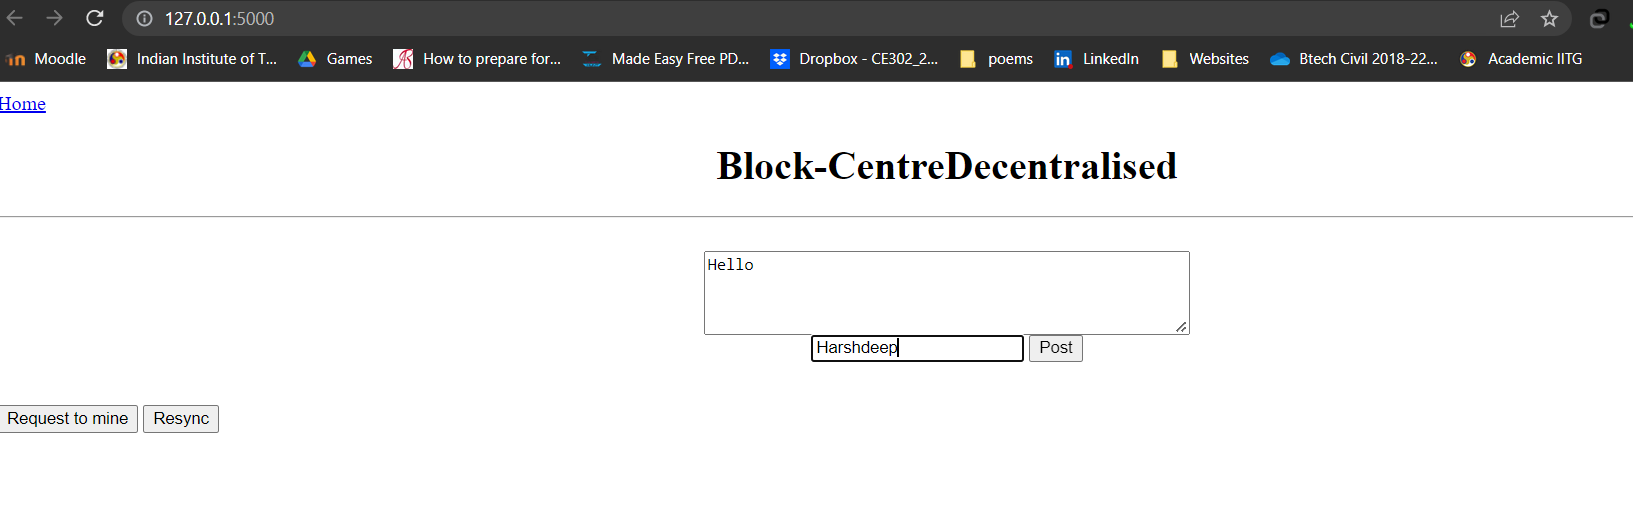 127.0.0.1:5000
Moodle Indian Institute of T... Games How to prepare for... Made Easy Free PD... Dropbox - CE302_2... poems LinkedIn Websites Btech Civil 2018-22... Academic IITG
Home
Block-CentreDecentralised
Hello
Harshdeep Post
Request to mine Resync